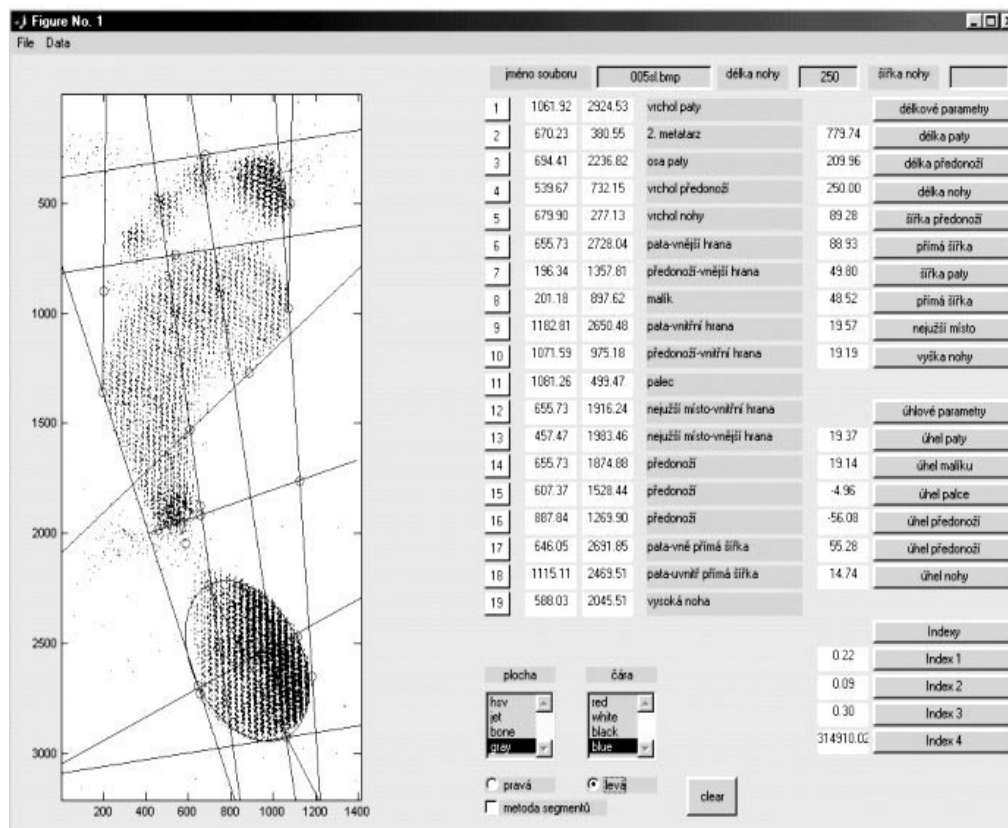 Figure No. 1
File Data
jméno souboru 005sl.bmp délka nohy 250 šířka nohy
1 1061.92 2924.53 vrchol paty délkové parametry
2 670.23 380.55 2. metatarz 779.74 délka paty
3 694.41 2236.82 osa paty 209.96 délka předonoží
4 539.67 732.15 vrchol předonoží 250.00 délka nohy
5 679.90 277.13 vrchol nohy 89.28 šířka předonoží
6 655.73 2728.04 pata-vnější hrana 88.93 přímá šířka
7 196.34 1357.81 předonoží-vnější hrana 49.80 šířka paty
8 201.18 897.62 malík 48.52 přímá šířka
9 1182.81 2650.48 pata-vnitřní hrana 19.57 nejužší místo
10 1071.59 975.18 předonoží-vnitřní hrana 19.19 vyška nohy
11 1081.26 499.47 palec
12 655.73 1916.24 nejužší místo-vnitřní hrana úhlové parametry
13 457.47 1983.46 nejužší místo-vnější hrana 19.37 úhel paty
14 655.73 1874.88 předonoží 19.14 úhel malíku
15 607.37 1528.44 předonoží -4.96 úhel palce
16 887.84 1269.90 předonoží -56.08 úhel předonoží
17 646.05 2691.85 pata-vně přímá šířka 55.28 úhel předonoží
18 1115.11 2469.51 pata-uvnitř přímá šířka 14.74 úhel nohy
19 588.03 2045.51 vysoká noha
Indexy
0.22 Index 1
0.09 Index 2
0.30 Index 3
314910.02 Index 4
plocha čára
hsv red
jet white
bone black
gray blue
pravá levá
metoda segmentů
clear
500
1000
1500
2000
2500
3000
200 400 600 800 1000 1200 1400